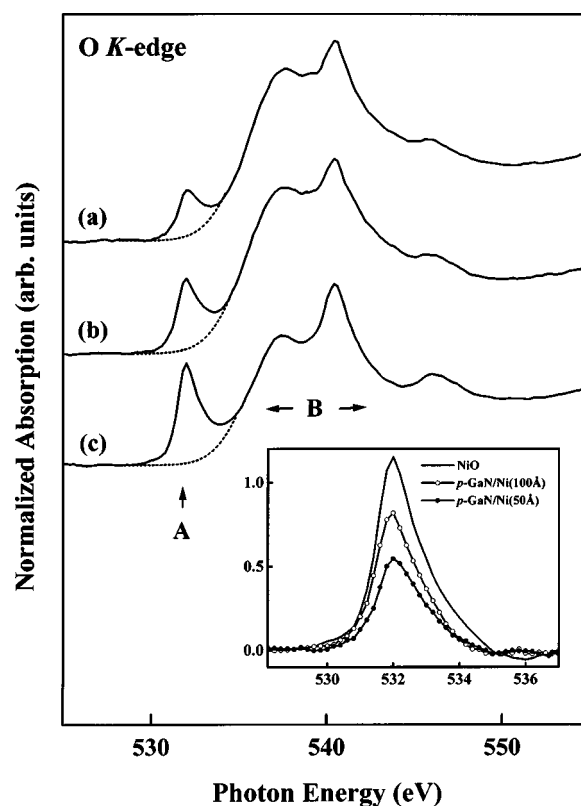 O K-edge
Normalized Absorption (arb. units)
(a)
(b)
(c)
A
B
NiO
p-GaN/Ni(100Å)
p-GaN/Ni(50Å)
1.0
0.5
0.0
530 532 534 536
530 540 550
Photon Energy (eV)